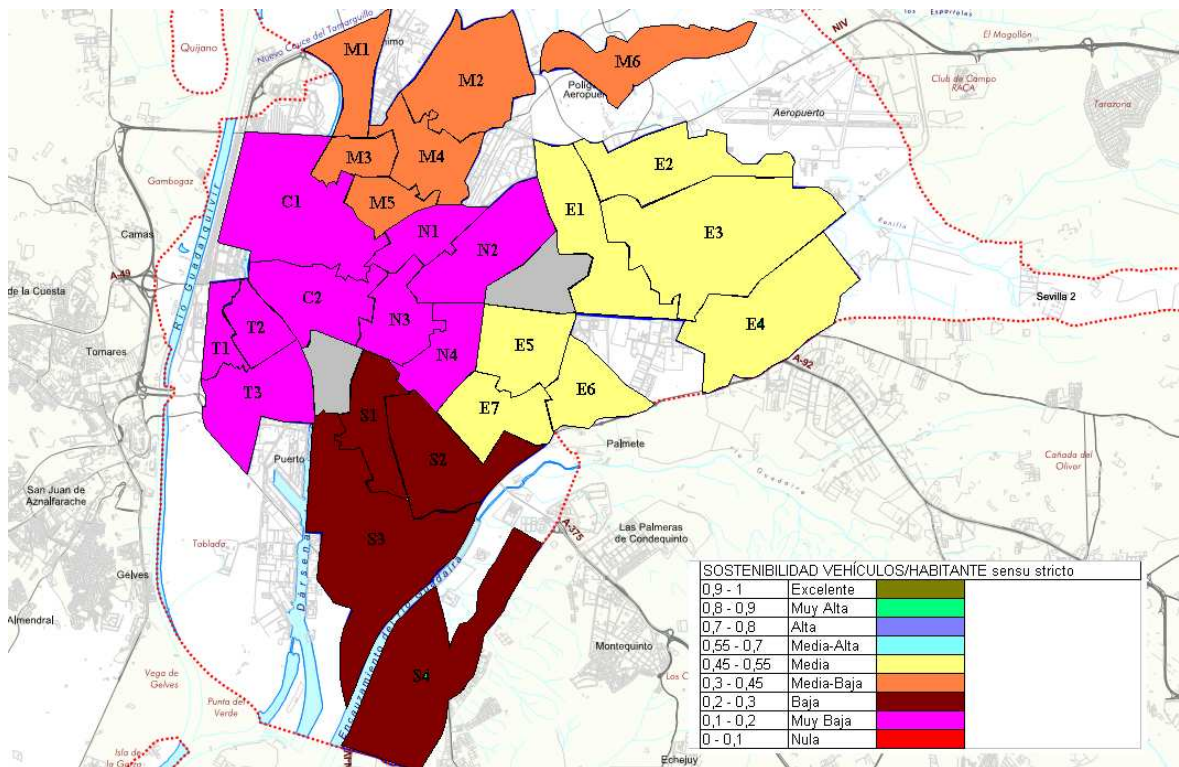 Quijano
Nuevo Cauce del Tamarguillo
NIV
El Mogollón
M1
M2
M6
Club de Campo
RACA
Tarazona
Aeropuerto
Gambogaz
M3
M4
E2
C1
M5
E1
E3
Camas
N1
N2
A-49
Río Guadalquivir
de la Cuesta
Sevilla 2
C2
T2
N3
T1
E4
Tomares
N4
E5
A-92
T3
E6
E7
S1
Palmete
Puerto
S2
Cañada del
Olivar
San Juan de
Aznalfarache
A-375
Las Palmeras
de Condequinto
Tablada
S3
Gelves
Dársena
Almendral
Encauzamiento del Río Guadaira
Montequinto
Vega de
Gelves
S4
Punta del
Verde
Isla de
la Garza
Echejuy
SOSTENIBILIDAD VEHÍCULOS/HABITANTE sensu stricto
0,9 - 1 Excelente
0,8 - 0,9 Muy Alta
0,7 - 0,8 Alta
0,55 - 0,7 Media-Alta
0,45 - 0,55 Media
0,3 - 0,45 Media-Baja
0,2 - 0,3 Baja
0,1 - 0,2 Muy Baja
0 - 0,1 Nula